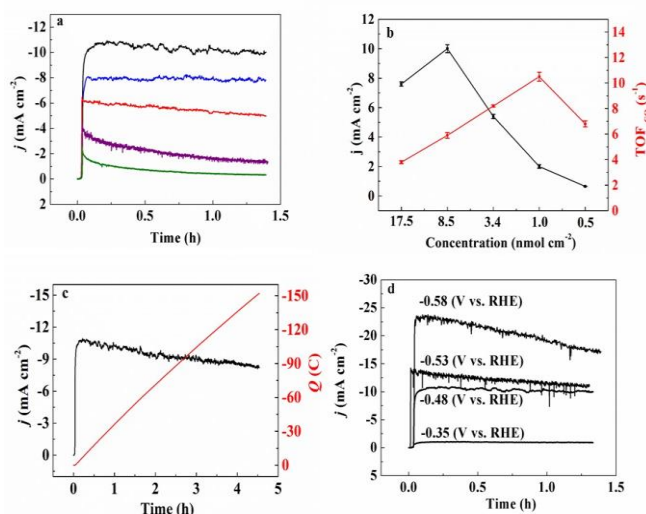 a
j (mA cm⁻²)
-10
-8
-6
-4
-2
0
2
0.0 0.5 1.0 1.5
Time (h)
b
j (mA cm⁻²)
12
10
8
6
4
2
0
14
12
10
8
6
4
2
0
(s⁻¹)
17.5 8.5 3.4 1.0 0.5
Concentration (nmol cm⁻²)
c
j (mA cm⁻²)
-15
-12
-9
-6
-3
0
-150
-120
-90
-60
-30
0
Q (C)
0 1 2 3 4 5
Time (h)
d
j (mA cm⁻²)
-30
-25
-20
-15
-10
-5
0
5
-0.58 (V vs. RHE)
-0.53 (V vs. RHE)
-0.48 (V vs. RHE)
-0.35 (V vs. RHE)
0.0 0.5 1.0 1.5
Time (h)